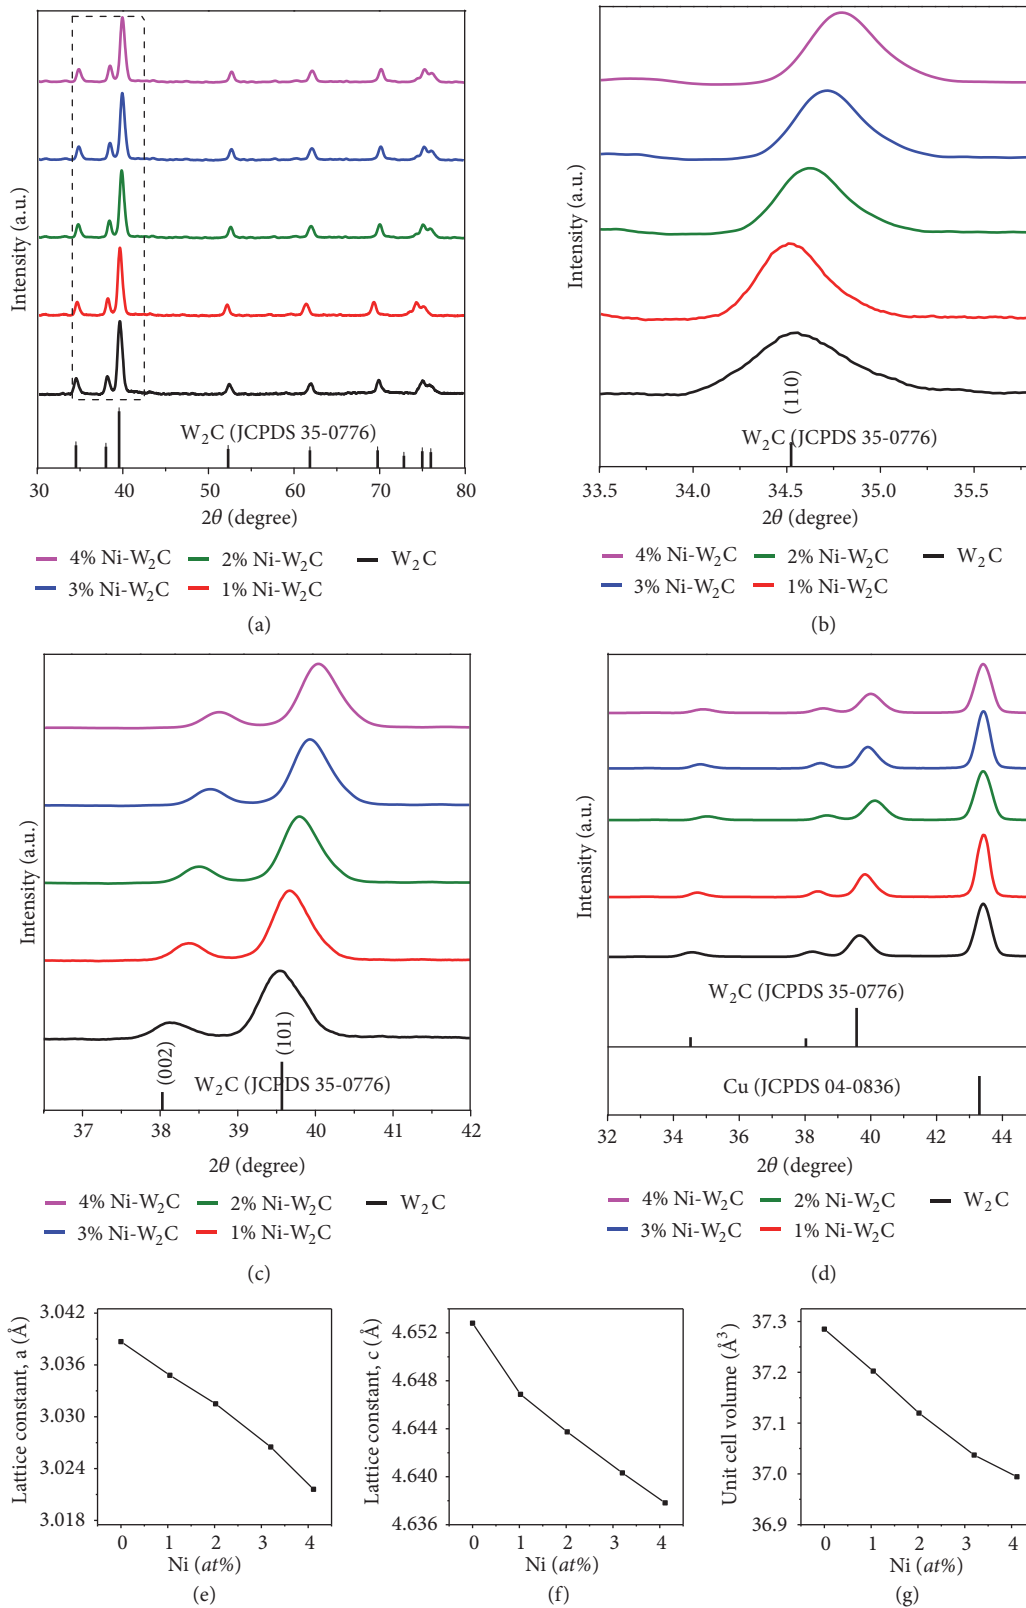 Intensity (a.u.)
W₂C (JCPDS 35-0776)
30 40 50 60 70 80
2θ (degree)
4% Ni-W₂C 2% Ni-W₂C W₂C
3% Ni-W₂C 1% Ni-W₂C
(a)
Intensity (a.u.)
(110)
W₂C (JCPDS 35-0776)
33.5 34.0 34.5 35.0 35.5
2θ (degree)
4% Ni-W₂C 2% Ni-W₂C W₂C
3% Ni-W₂C 1% Ni-W₂C
(b)
Intensity (a.u.)
(002)
(101)
W₂C (JCPDS 35-0776)
37 38 39 40 41 42
2θ (degree)
4% Ni-W₂C 2% Ni-W₂C W₂C
3% Ni-W₂C 1% Ni-W₂C
(c)
Intensity (a.u.)
W₂C (JCPDS 35-0776)
Cu (JCPDS 04-0836)
32 34 36 38 40 42 44
2θ (degree)
4% Ni-W₂C 2% Ni-W₂C W₂C
3% Ni-W₂C 1% Ni-W₂C
(d)
Lattice constant, a (Å)
3.042
3.036
3.030
3.024
3.018
0 1 2 3 4
Ni (at%)
(e)
Lattice constant, c (Å)
4.652
4.648
4.644
4.640
4.636
0 1 2 3 4
Ni (at%)
(f)
Unit cell volume (Å³)
37.3
37.2
37.1
37.0
36.9
0 1 2 3 4
Ni (at%)
(g)